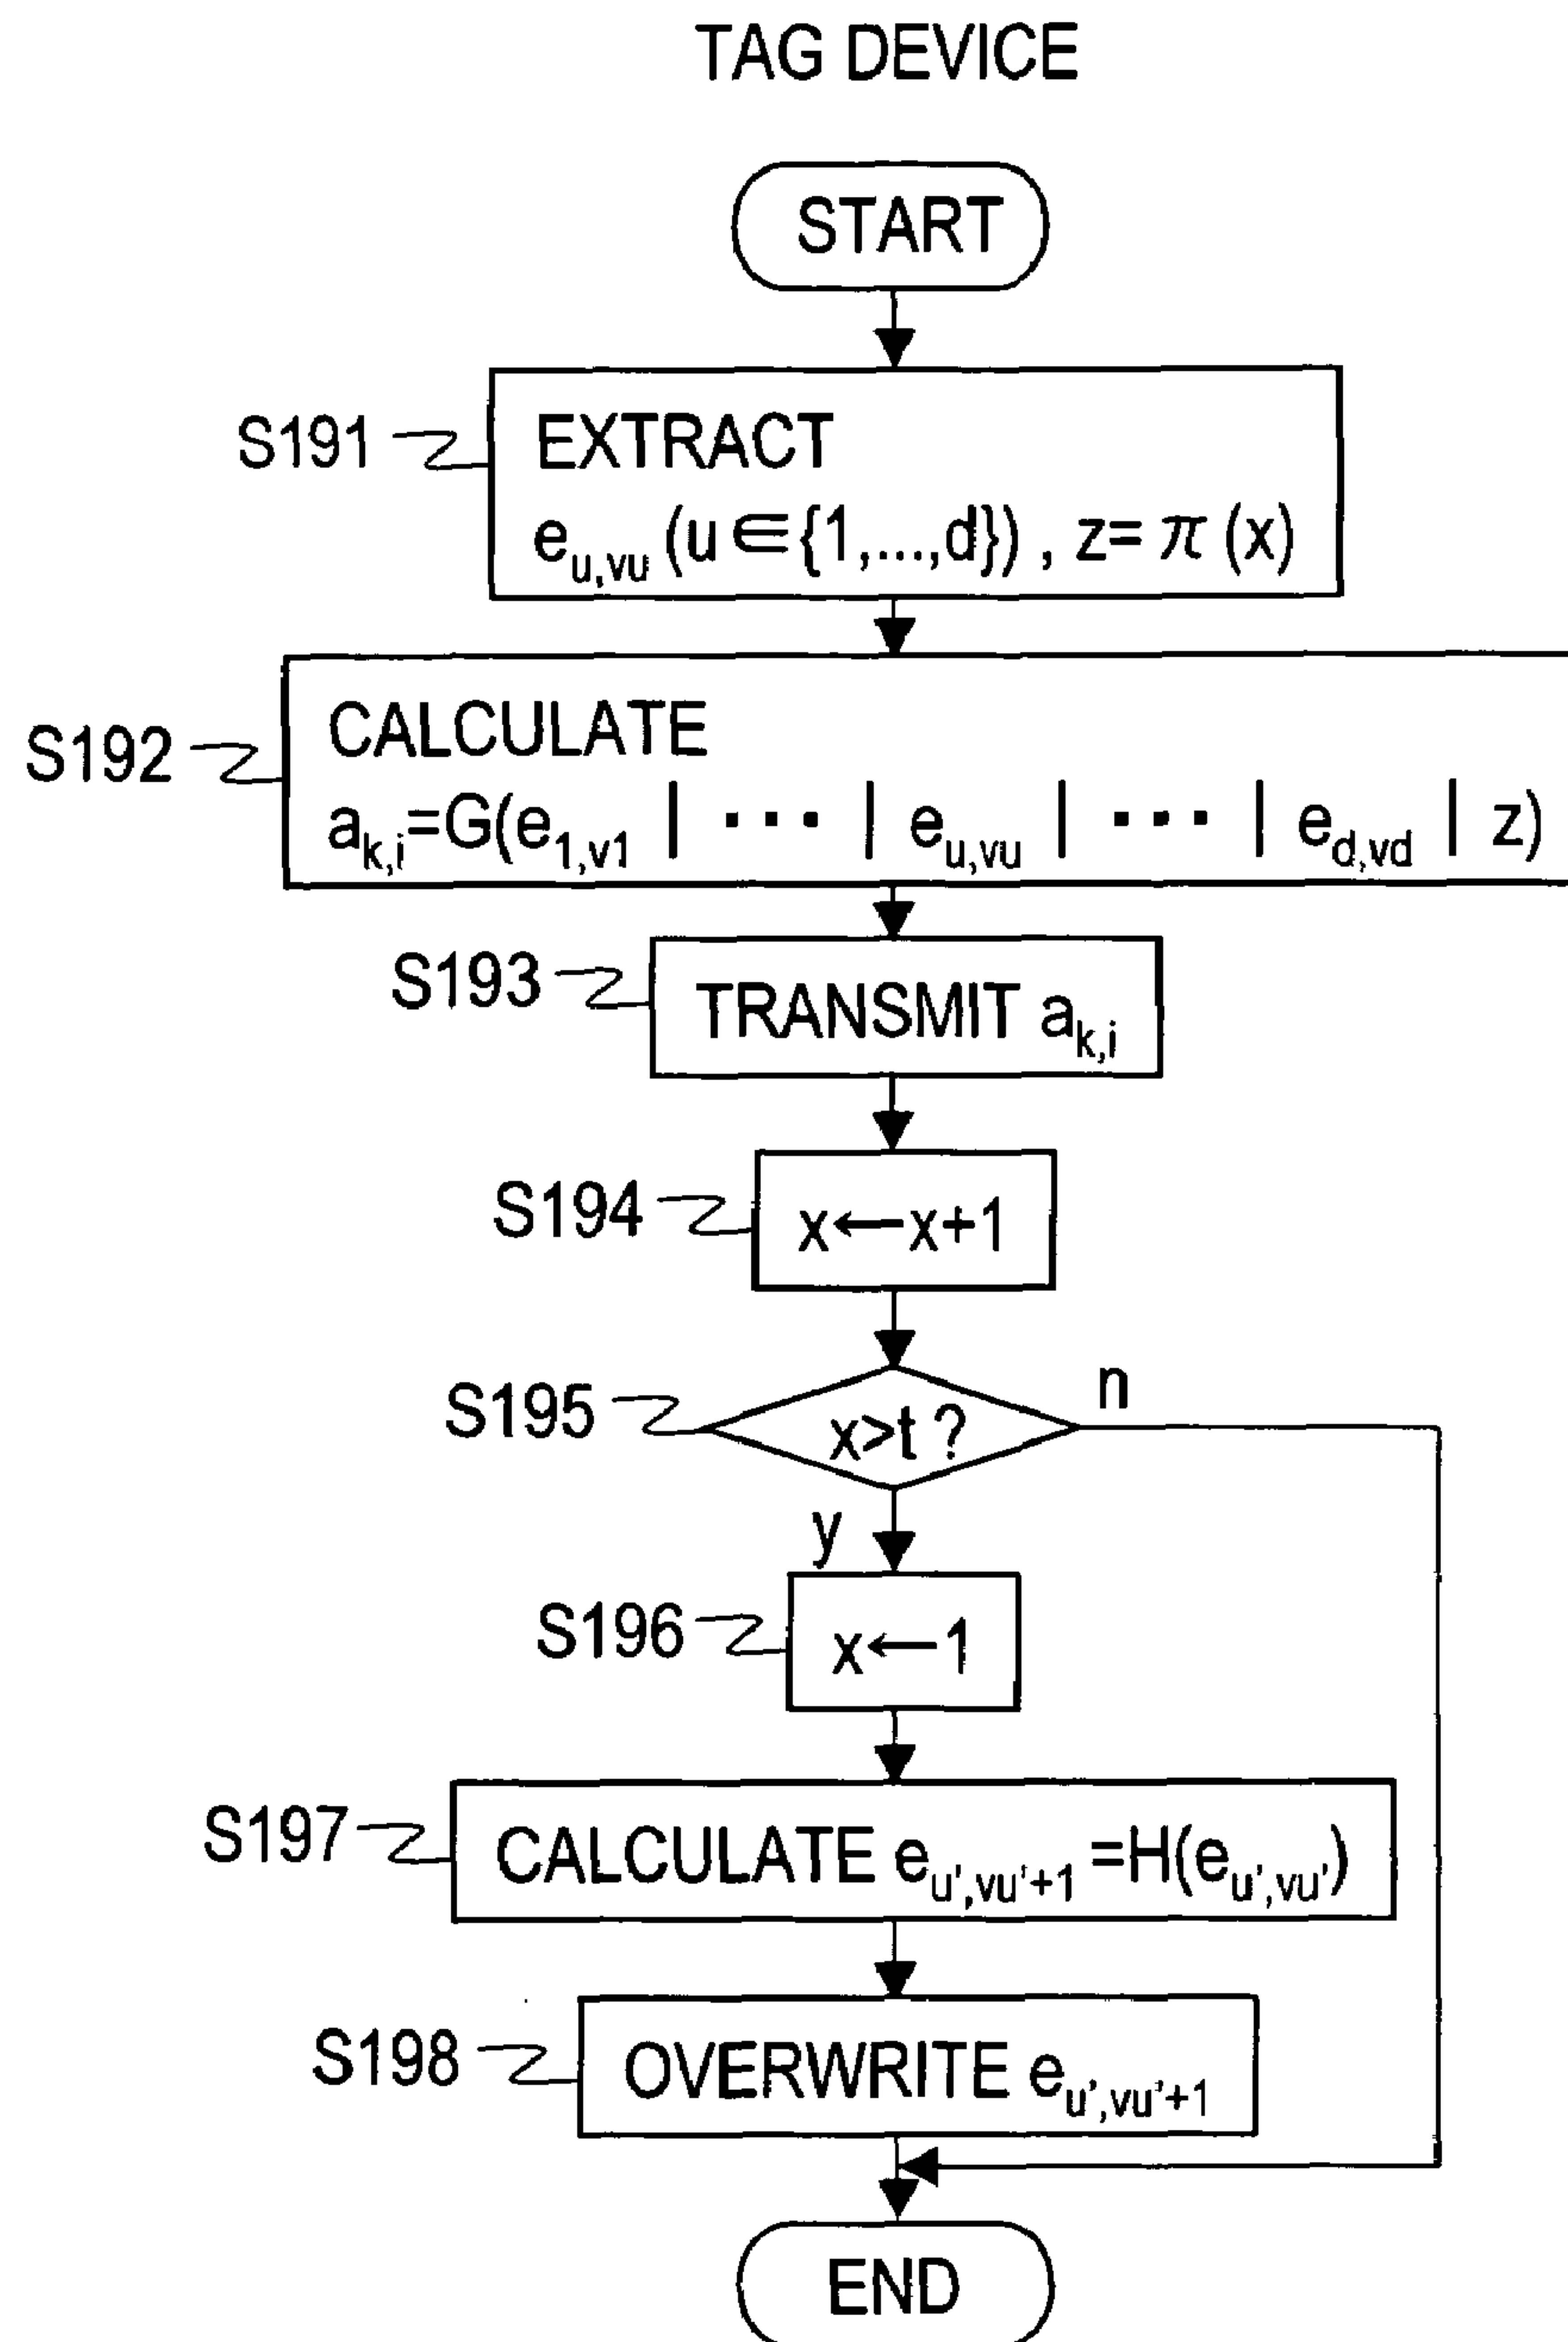 TAG DEVICE
START
S191
EXTRACT
e_{u,vu} (u∈{1,...,d}) , z= π (x)
S192
CALCULATE
a_{k,i}=G(e_{1,v1} | ··· | e_{u,vu} | ··· | e_{d,vd} | z)
S193
TRANSMIT a_{k,i}
S194
x←x+1
S195
x>t ?
n
y
S196
x←1
S197
CALCULATE e_{u',vu'+1} =H(e_{u',vu'})
S198
OVERWRITE e_{u',vu'+1}
END